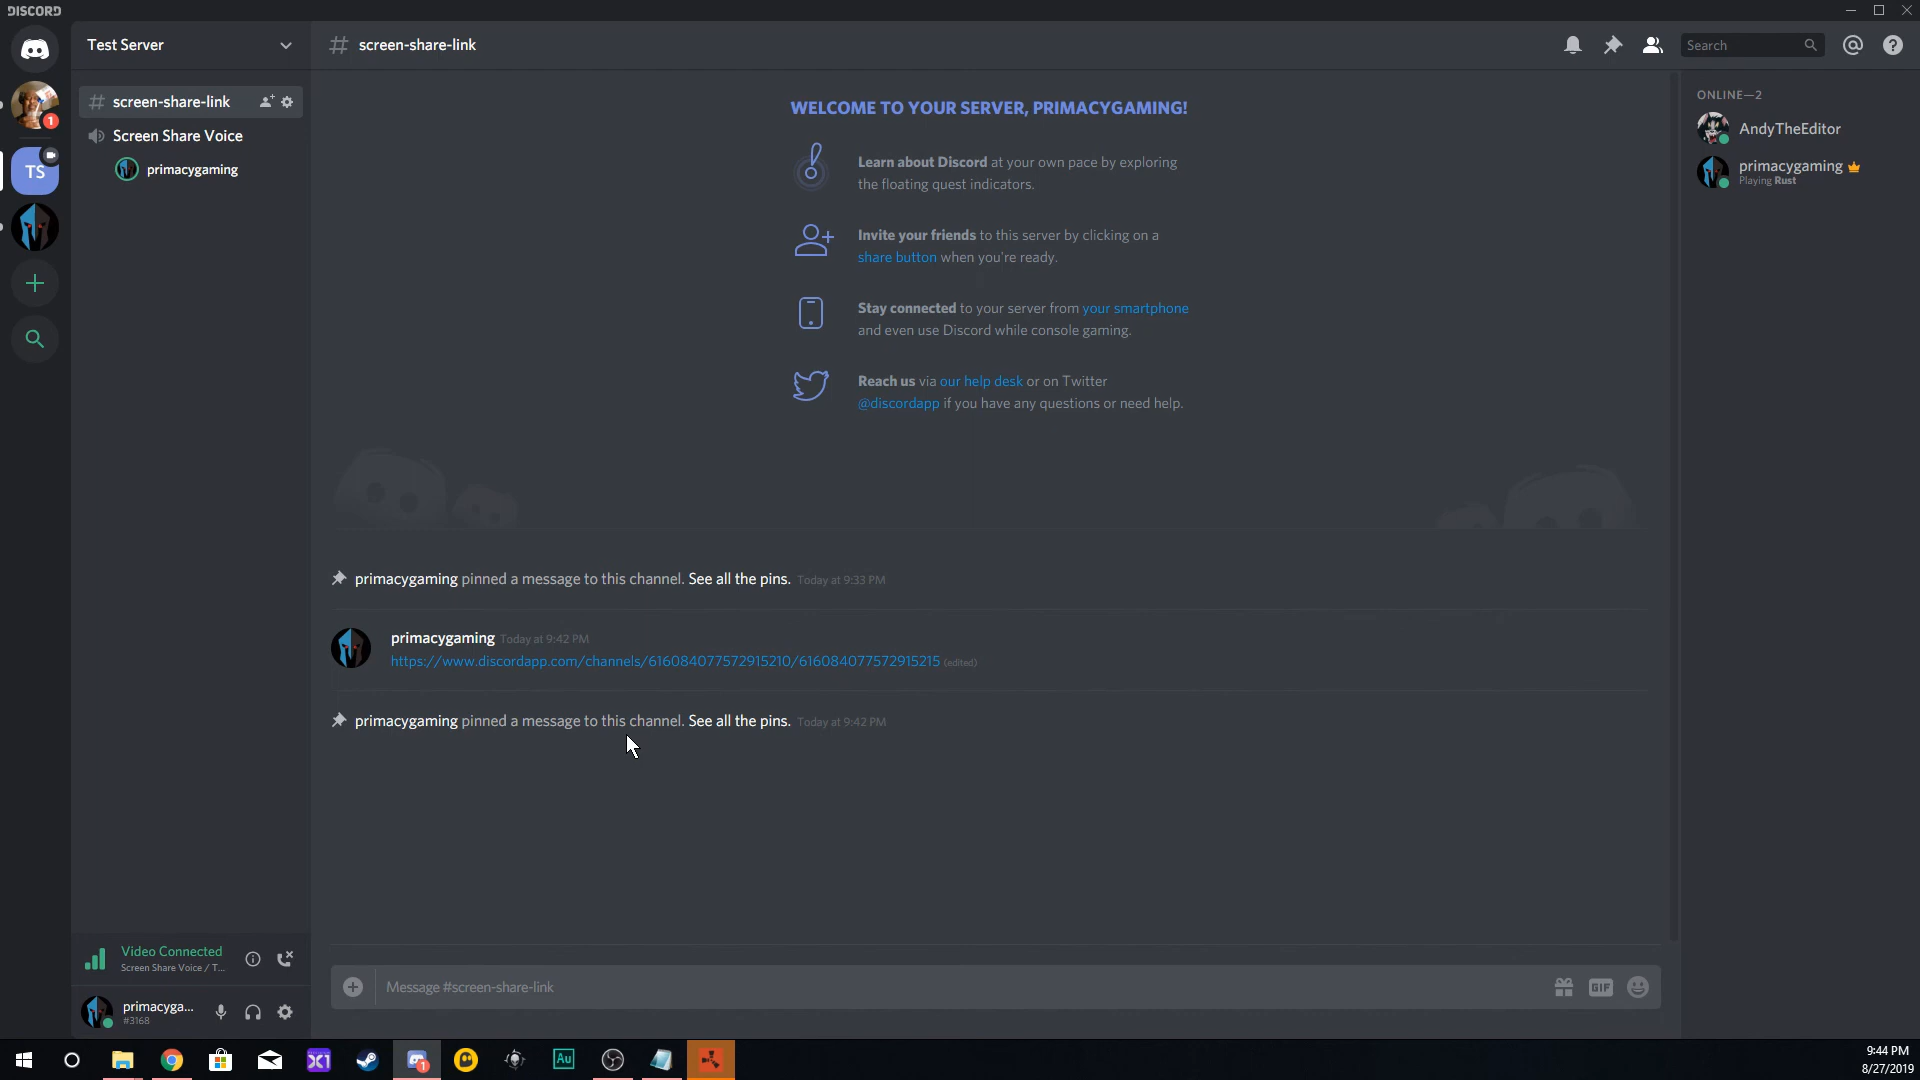 DISCORD
Test Server
screen-share-link
Search
screen-share-link
Screen Share Voice
primacygaming
1
TS
WELCOME TO YOUR SERVER, PRIMACYGAMING!
Learn about Discord at your own pace by exploring
the floating quest indicators.
Invite your friends to this server by clicking on a
share button when you're ready.
Stay connected to your server from your smartphone
and even use Discord while console gaming.
Reach us via our help desk or on Twitter
@discordapp if you have any questions or need help.
ONLINE—2
AndyTheEditor
primacygaming
Playing Rust
primacygaming pinned a message to this channel. See all the pins. Today at 9:33 PM
primacygaming Today at 9:42 PM
https://www.discordapp.com/channels/616084077572915210/616084077572915215 (edited)
primacygaming pinned a message to this channel. See all the pins. Today at 9:42 PM
Video Connected
Screen Share Voice / T...
primacyga...
#3168
Message #screen-share-link
GIF
X1
1
Au
9:44 PM
8/27/2019